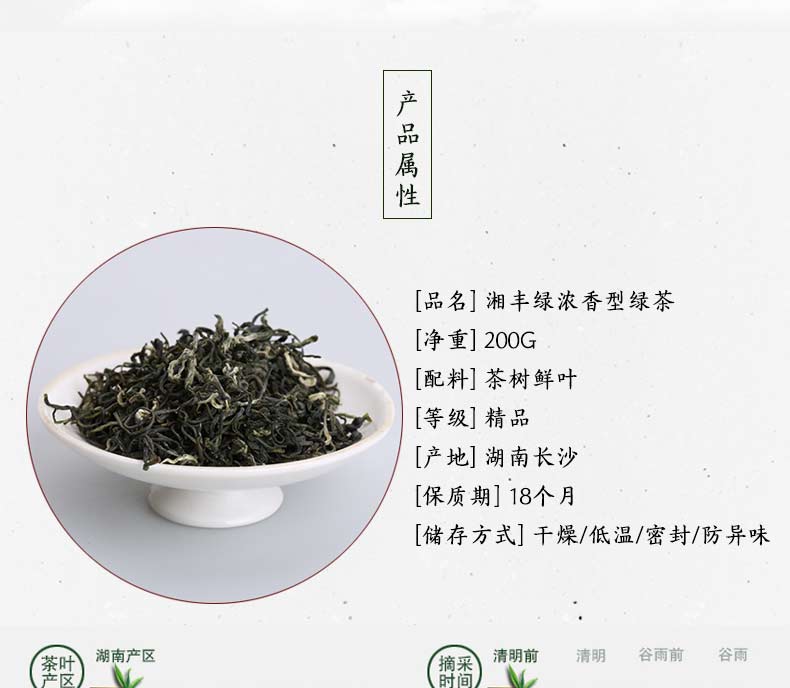 产品属性
[品名] 湘丰绿浓香型绿茶
[净重] 200G
[配料] 茶树鲜叶
[等级] 精品
[产地] 湖南长沙
[保质期] 18个月
[储存方式] 干燥/低温/密封/防异味
茶叶
产区
湖南产区
摘采
时间
清明前 清明 谷雨前 谷雨